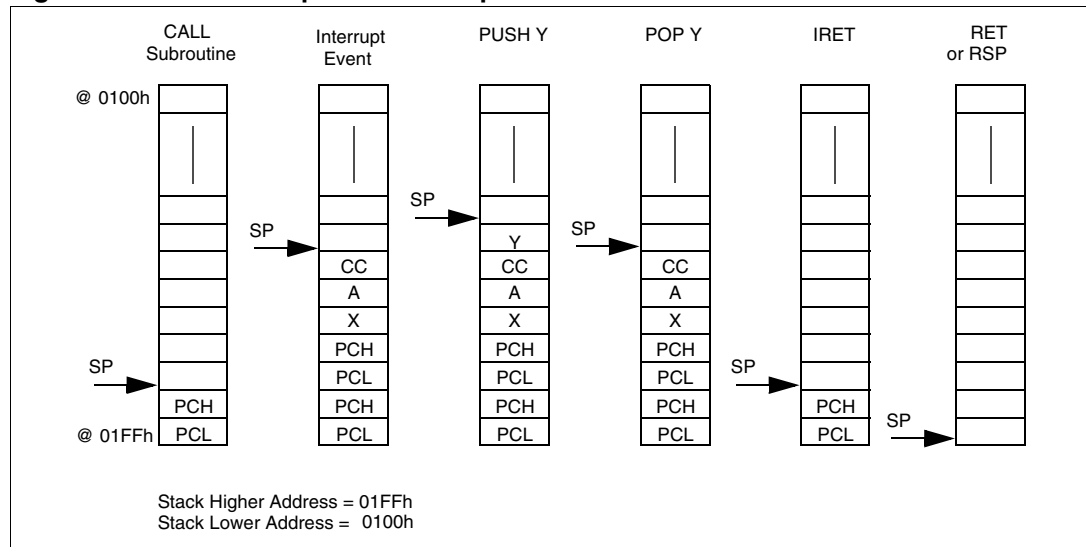 CALL
Subroutine
Interrupt
Event
PUSH Y
POP Y
IRET
RET
or RSP
@ 0100h
SP
PCH
@ 01FFh PCL
SP
CC
A
X
PCH
PCL
PCH
PCL
SP
Y
CC
A
X
PCH
PCL
PCH
PCL
SP
CC
A
X
PCH
PCL
PCH
PCL
SP
PCH
PCL
SP
Stack Higher Address = 01FFh
Stack Lower Address = 0100h